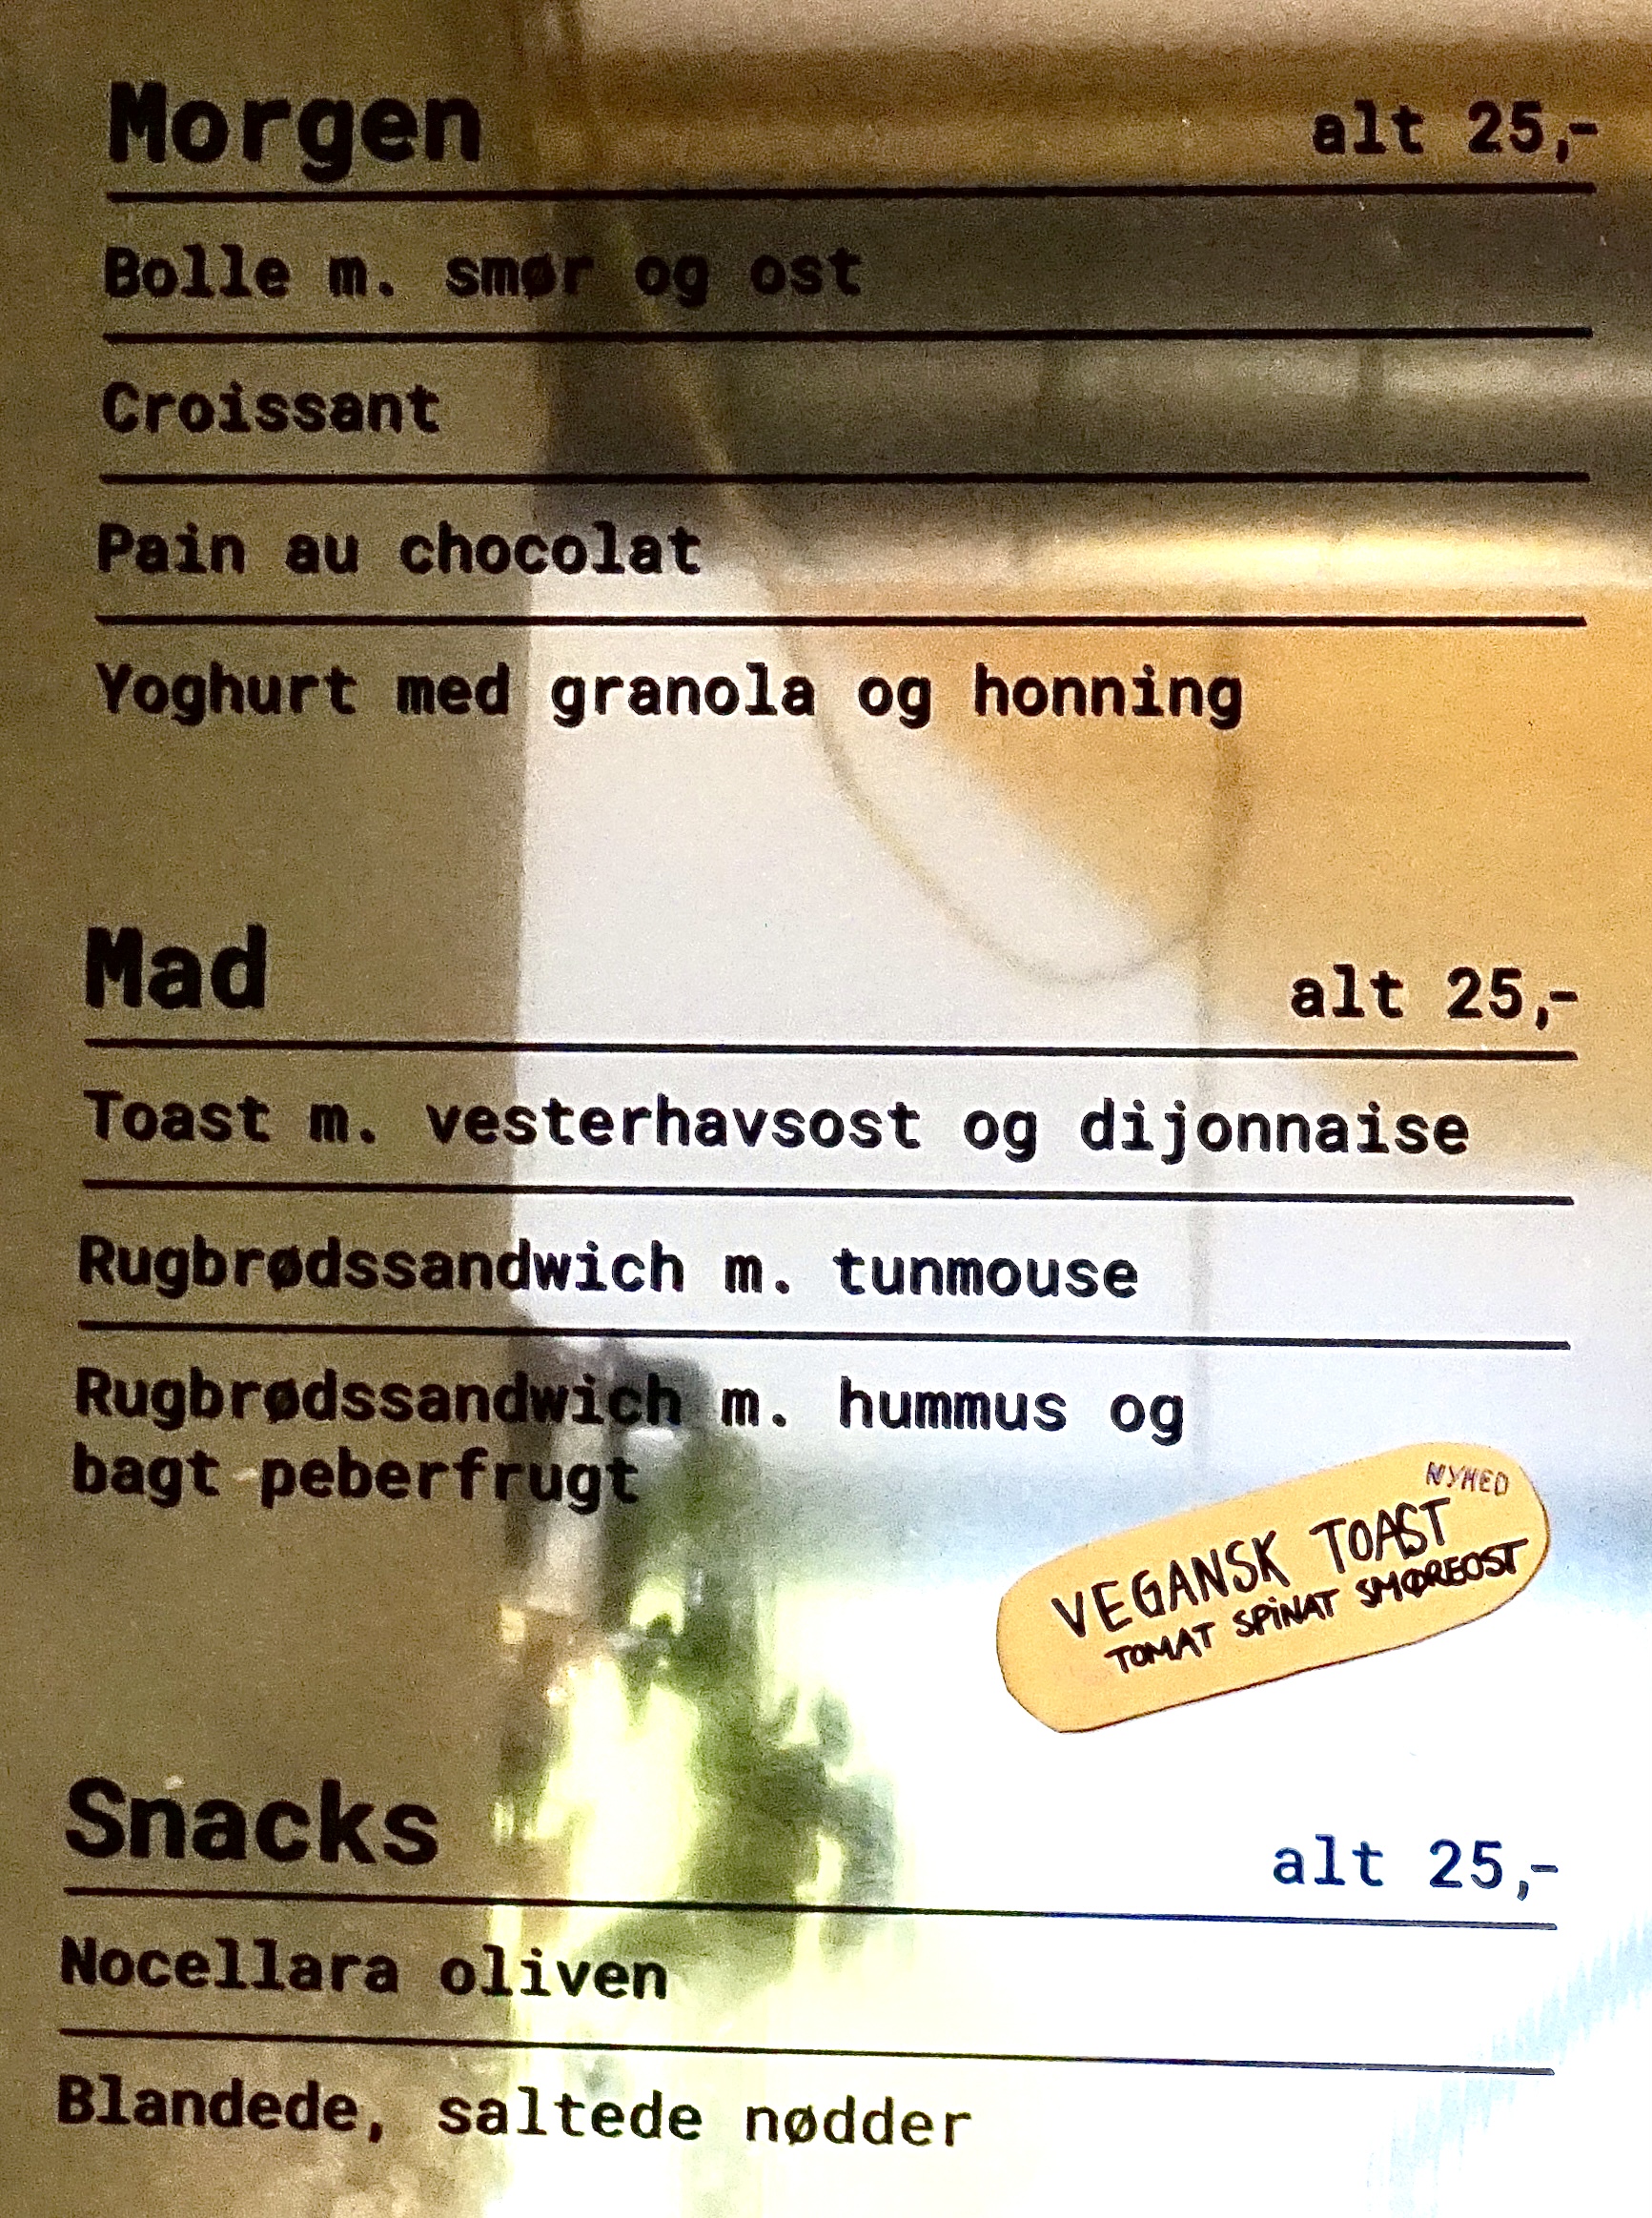 Morgen alt 25,-
Bolle m. smør og ost
Croissant
Pain au chocolat
Yoghurt med granola og honning
Mad alt 25,-
Toast m. vesterhavsost og dijonnaise
Rugbrødssandwich m. tunmouse
Rugbrødssandwich m. hummus og
bagt peberfrugt
NYHED
VEGANSK TOAST
TOMAT SPINAT SMØREOST
Snacks alt 25,-
Nocellara oliven
Blandede, saltede nødder